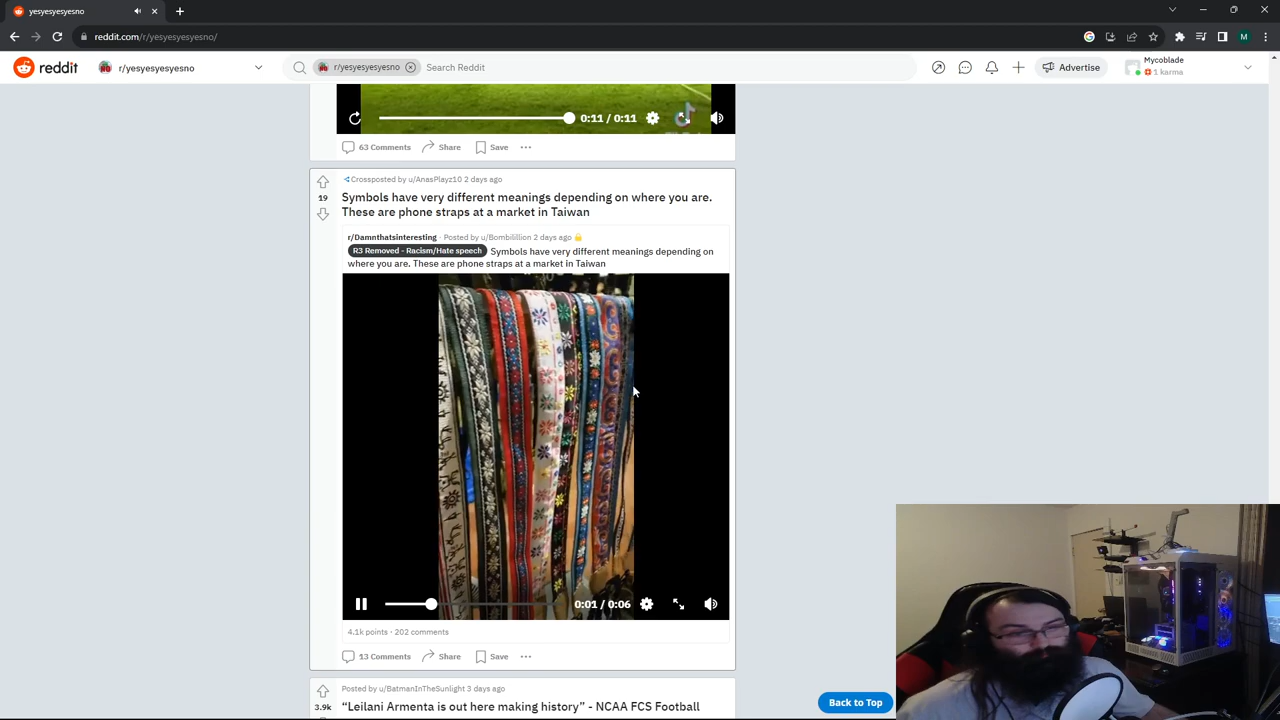 yesyesyesyesno
reddit.com/r/yesyesyesyesno/
M
reddit
r/yesyesyesyesno
r/yesyesyesyesno
Search Reddit
Advertise
Mycoblade
1 karma
0:11 / 0:11
63 Comments
Share
Save
Crossposted by u/AnasPlayz10 2 days ago
19
Symbols have very different meanings depending on where you are.
These are phone straps at a market in Taiwan
r/Damnthatsinteresting · Posted by u/Bombilillion 2 days ago
R3 Removed - Racism/Hate speech Symbols have very different meanings depending on
where you are. These are phone straps at a market in Taiwan
0:01 / 0:06
4.1k points · 202 comments
13 Comments
Share
Save
Posted by u/BatmanInTheSunlight 3 days ago
3.9k
“Leilani Armenta is out here making history” - NCAA FCS Football
Back to Top